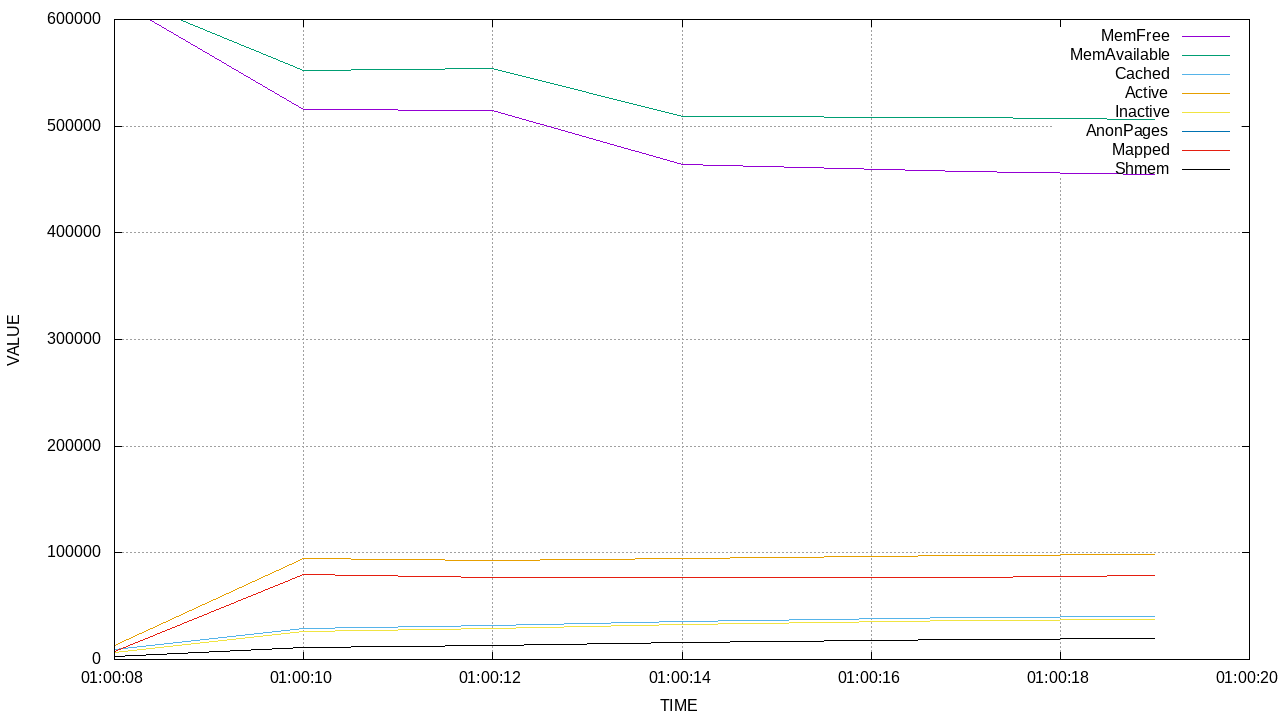 600000
500000
400000
300000
200000
100000
0
VALUE
MemFree
MemAvailable
Cached
Active
Inactive
AnonPages
Mapped
Shmem
01:00:08 01:00:10 01:00:12 01:00:14 01:00:16 01:00:18 01:00:20
TIME